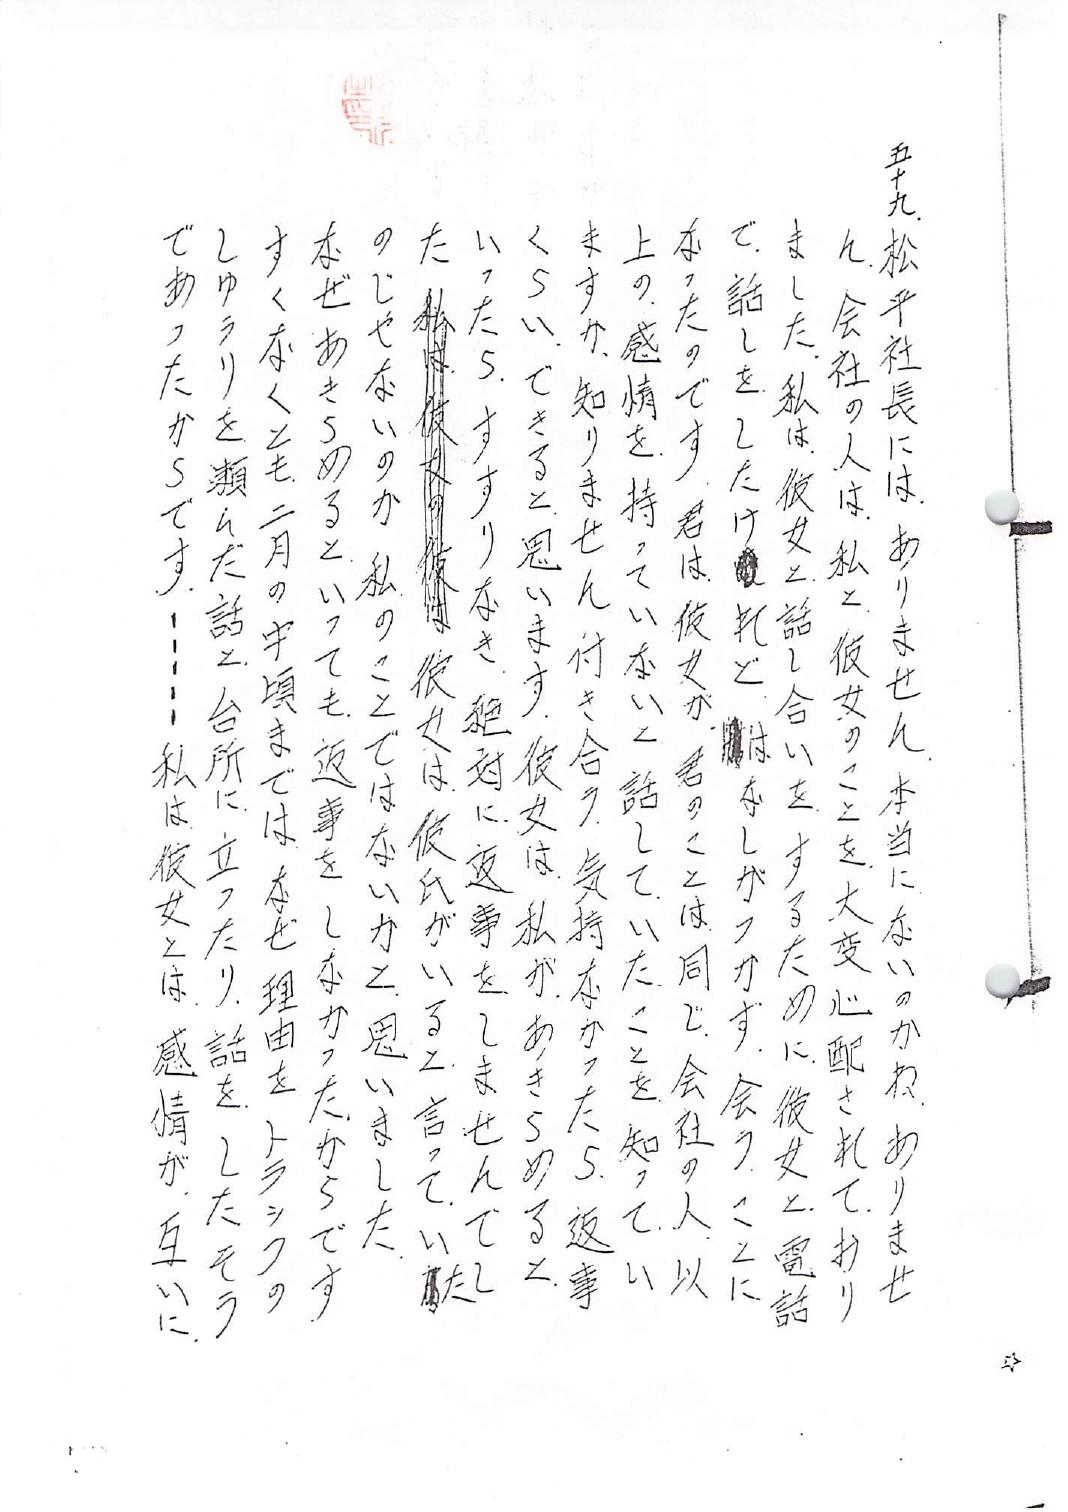 五十九、松平社長には、ありません、本当にないのかね、ありませ
ん、会社の人は、私と、彼女のことを、大変心配されて、おり
ました、私は、彼女と、話し合いを、するために、彼女と、電話
で、話しをしたけれど、はなしがつかず、会う、ことに
なったのです、君は、彼女が、君のことは、同じ、会社の人、以
上の、感情を、持っていないと、話して、いたことを、知って、い
ますか、知りません、付き合う、気持なかったら、返事
くらい、できると、思います、彼女は、私が、あきらめると、
いったら、すすりなき、絶対に、返事をしませんでし
た 私は、彼女の彼は 彼女は、彼氏がいると、言って、いた
のじゃないのか 私のことではないかと、思いました、
なぜあきらめると、いっても、返事を、しなかった、からです
すくなくとも、二月の中頃までは、なぜ理由を、トラックの
しゅうりを、頼んだ話と、台所に、立ったり、話を、したそう
であったからです、----私は、彼女とは、感情が、互いに、
☆